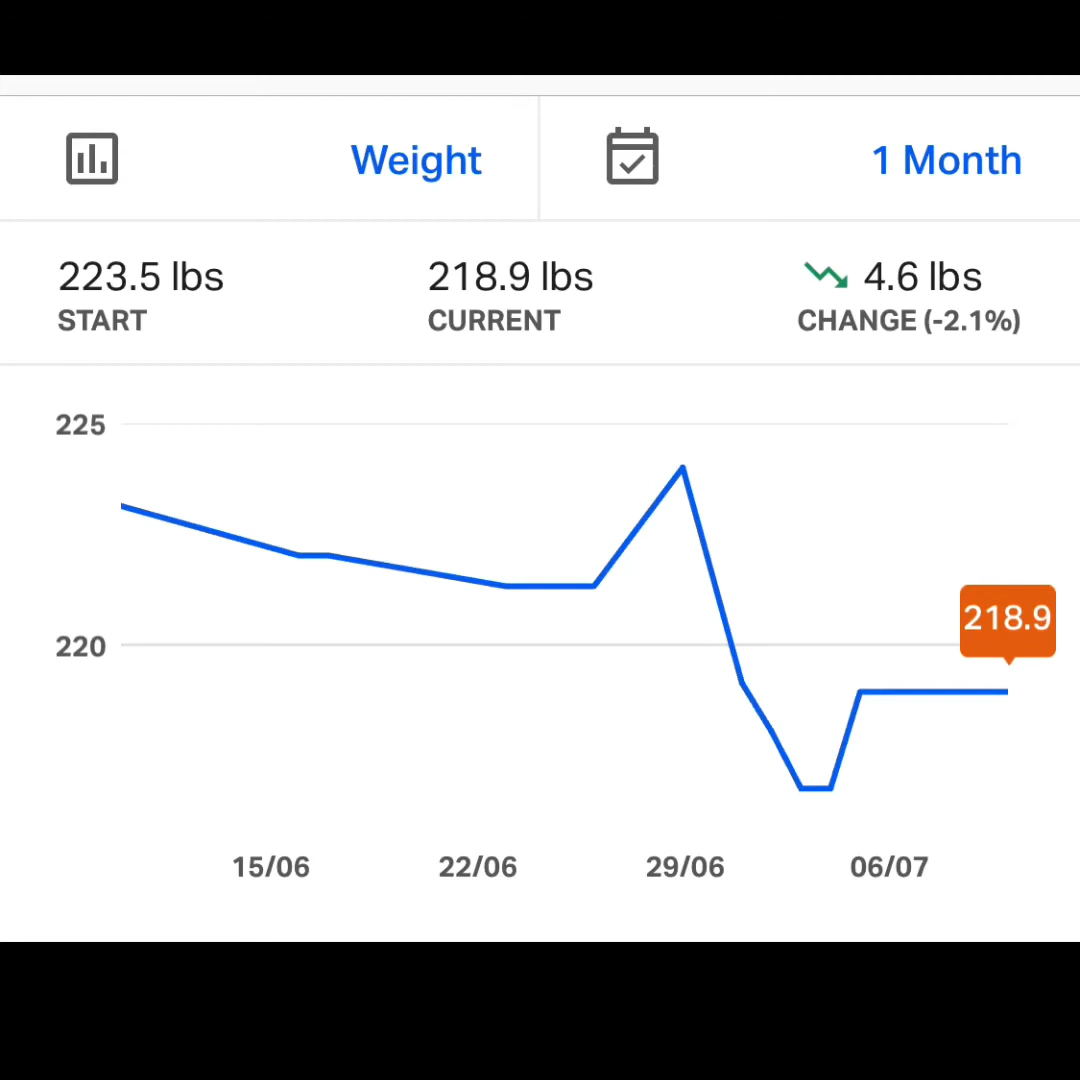 Weight
1 Month
223.5 lbs
START
218.9 lbs
CURRENT
4.6 lbs
CHANGE (-2.1%)
225
220
218.9
15/06
22/06
29/06
06/07